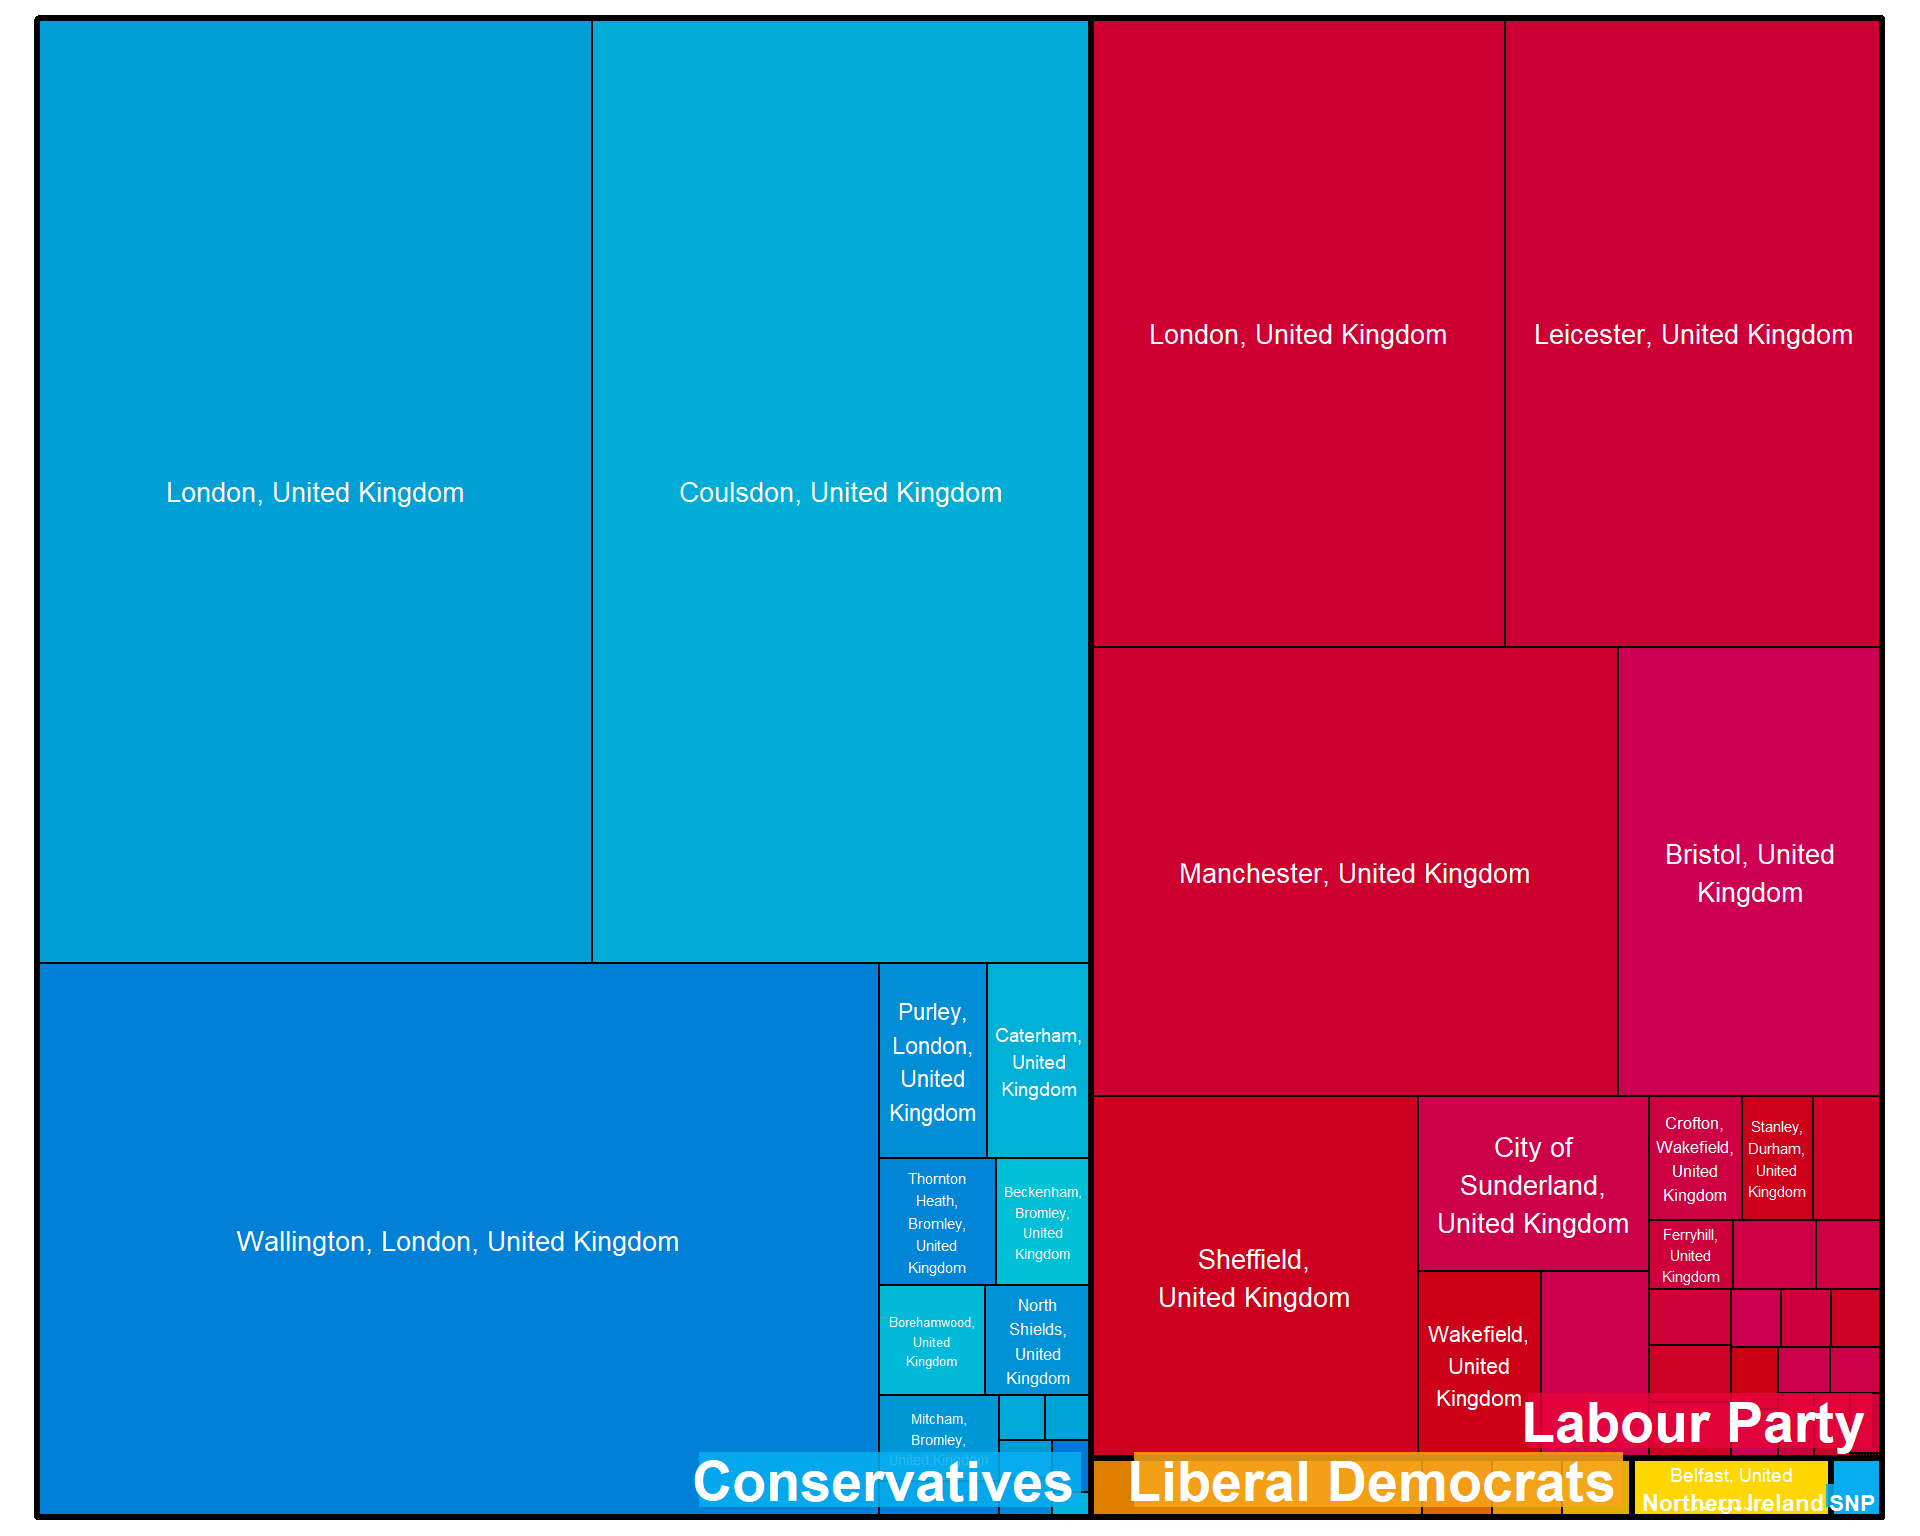 London, United Kingdom
Coulsdon, United Kingdom
Wallington, London, United Kingdom
Purley,
London,
United
Kingdom
Caterham,
United
Kingdom
Thornton
Heath,
Bromley,
United
Kingdom
Beckenham,
Bromley,
United
Kingdom
Borehamwood,
United
Kingdom
North
Shields,
United
Kingdom
Mitcham,
Bromley,
United Kingdom
Conservatives
London, United Kingdom
Leicester, United Kingdom
Manchester, United Kingdom
Bristol, United
Kingdom
Sheffield,
United Kingdom
City of
Sunderland,
United Kingdom
Wakefield,
United
Kingdom
Crofton,
Wakefield,
United
Kingdom
Stanley,
Durham,
United
Kingdom
Ferryhill,
United
Kingdom
Labour Party
Liberal Democrats
Belfast, United
Northern Ireland
SNP